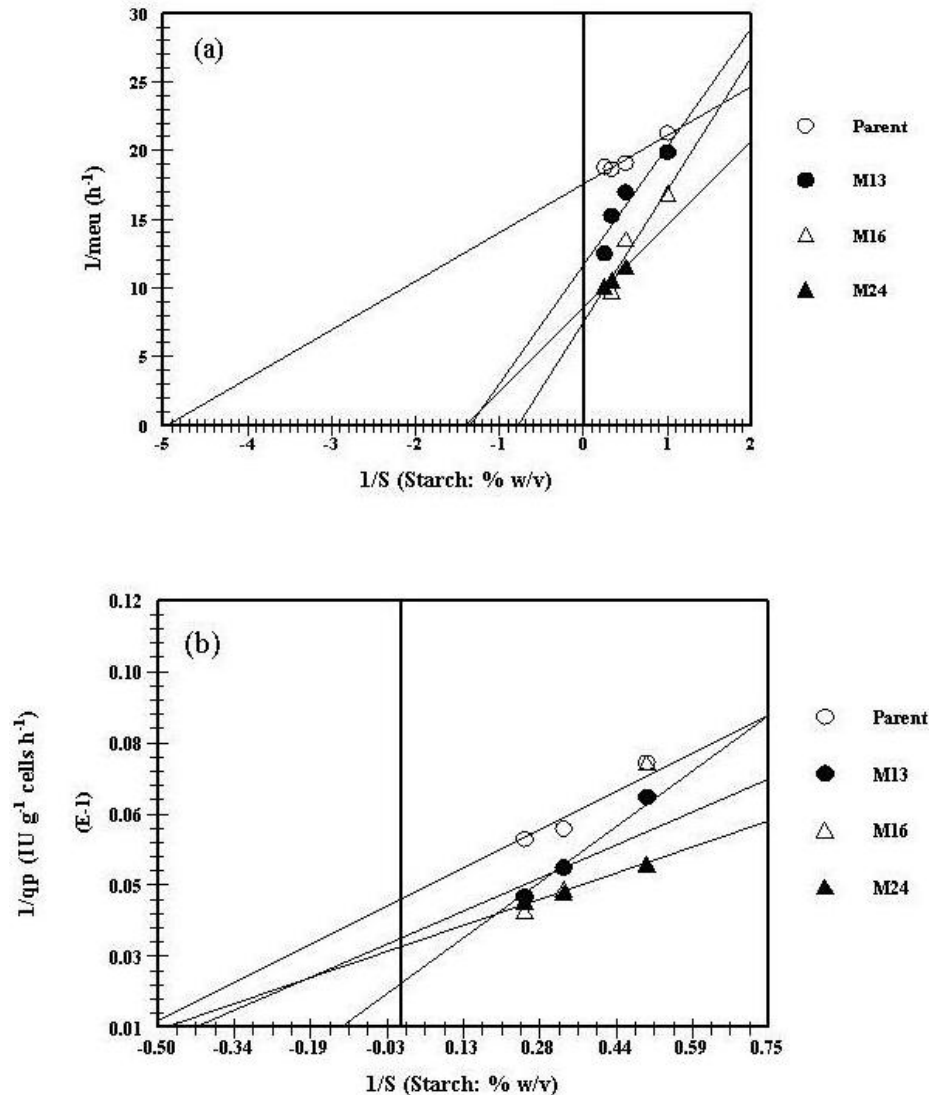 (a)
30
25
20
15
10
5
0
1/meu (h-1)
-5 -4 -3 -2 -1 0 1 2
1/S (Starch: % w/v)
Parent
M13
M16
M24
(b)
0.12
0.10
0.08
0.06
0.05
0.03
0.01
1/qp (IU g-1 cells h-1)
(E-1)
-0.50 -0.34 -0.19 -0.03 0.13 0.28 0.44 0.59 0.75
1/S (Starch: % w/v)
Parent
M13
M16
M24